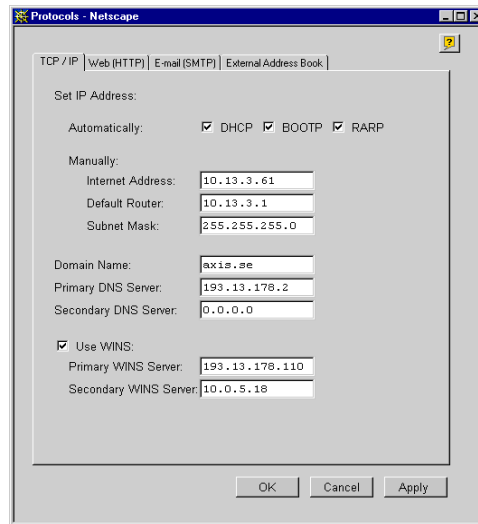 Protocols - Netscape
TCP / IP Web (HTTP) E-mail (SMTP) External Address Book
Set IP Address:
Automatically: DHCP BOOTP RARP
Manually:
Internet Address: 10.13.3.61
Default Router: 10.13.3.1
Subnet Mask: 255.255.255.0
Domain Name: axis.se
Primary DNS Server: 193.13.178.2
Secondary DNS Server: 0.0.0.0
Use WINS:
Primary WINS Server: 193.13.178.110
Secondary WINS Server: 10.0.5.18
OK Cancel Apply